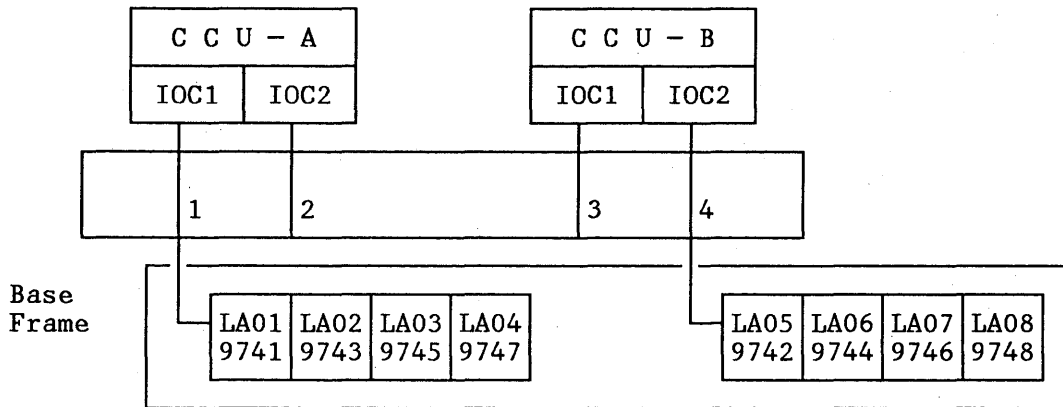 C C U – A C C U – B
IOC1 IOC2 IOC1 IOC2
1 2 3 4
Base
Frame
LA01 LA02 LA03 LA04 LA05 LA06 LA07 LA08
9741 9743 9745 9747 9742 9744 9746 9748